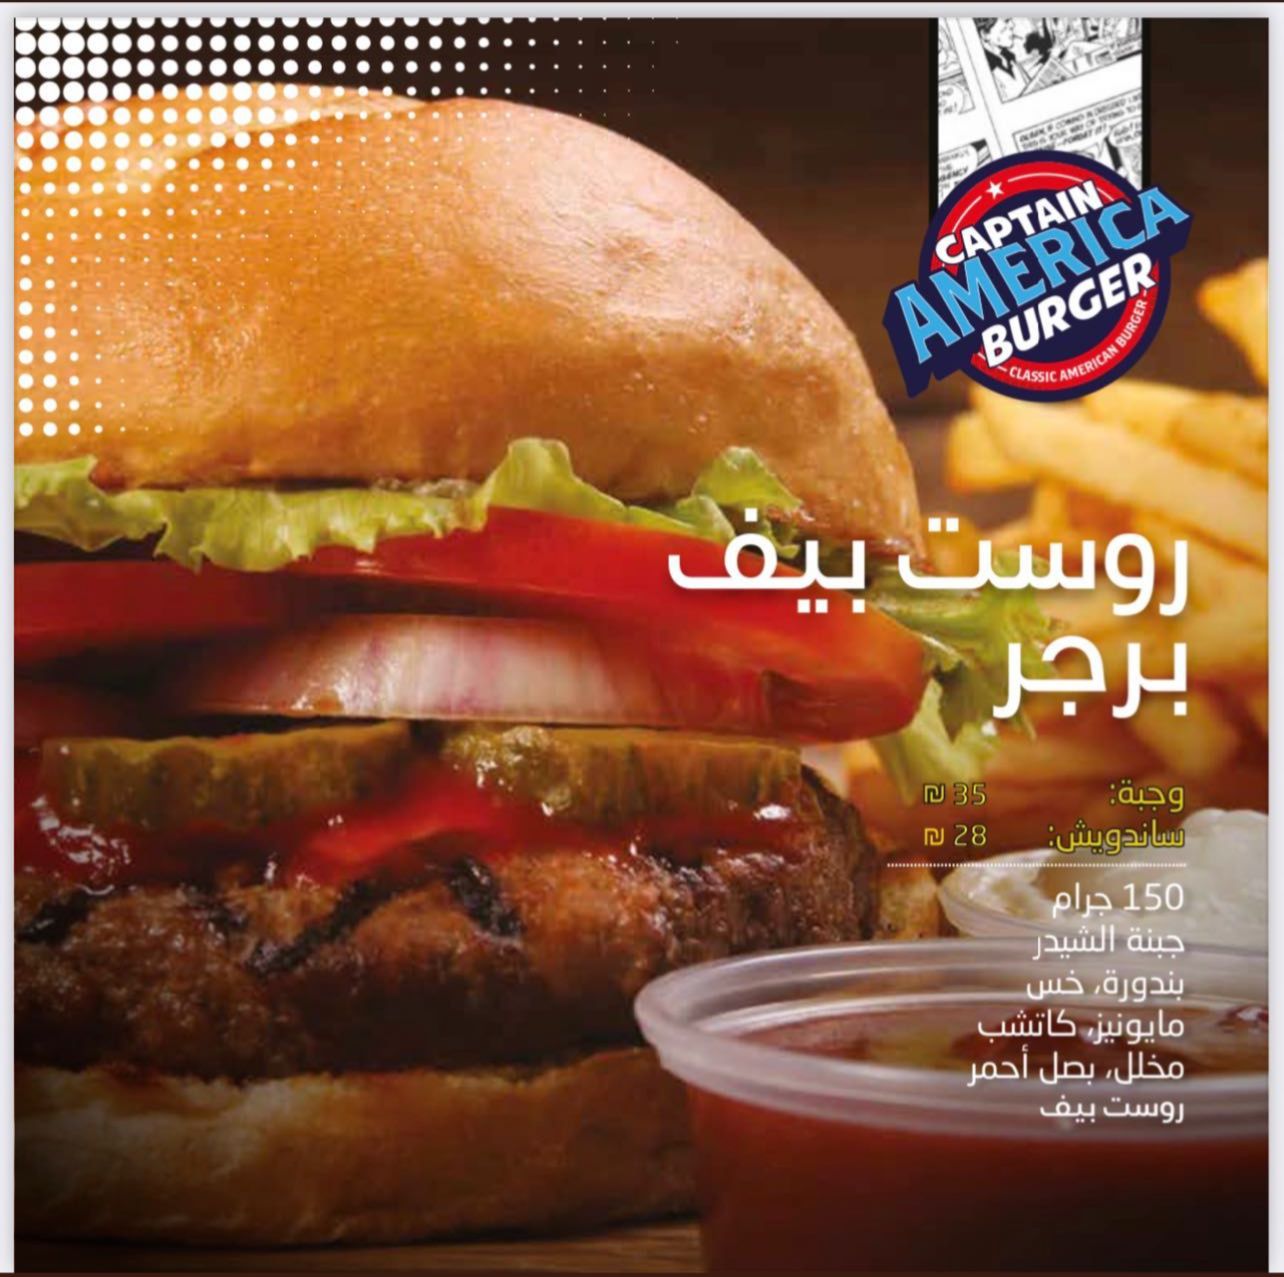 CAPTAIN
AMERICA
BURGER
CLASSIC AMERICAN BURGER
روست بيف
برجر
وجبة: 35 ₪
ساندويش: 28 ₪
150 جرام
جبنة الشيدر
بندورة، خس
مايونيز، كاتشب
مخلل، بصل أحمر
روست بيف